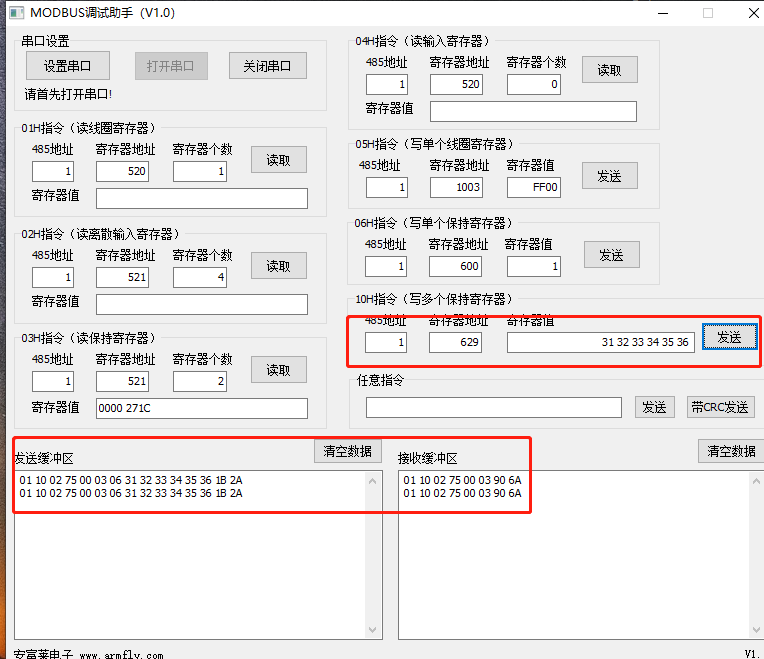 MODBUS调试助手（V1.0）
串口设置
设置串口 打开串口 关闭串口
请首先打开串口!
01H指令（读线圈寄存器）
485地址 寄存器地址 寄存器个数
1 520 1 读取
寄存器值
02H指令（读离散输入寄存器）
485地址 寄存器地址 寄存器个数
1 521 4 读取
寄存器值
03H指令（读保持寄存器）
485地址 寄存器地址 寄存器个数
1 521 2 读取
寄存器值 0000 271C
04H指令（读输入寄存器）
485地址 寄存器地址 寄存器个数
1 520 0 读取
寄存器值
05H指令（写单个线圈寄存器）
485地址 寄存器地址 寄存器值
1 1003 FF00 发送
06H指令（写单个保持寄存器）
485地址 寄存器地址 寄存器值
1 600 1 发送
10H指令（写多个保持寄存器）
485地址 寄存器地址 寄存器值
1 629 31 32 33 34 35 36 发送
任意指令
发送 带CRC发送
发送缓冲区 清空数据
01 10 02 75 00 03 06 31 32 33 34 35 36 1B 2A
01 10 02 75 00 03 06 31 32 33 34 35 36 1B 2A
接收缓冲区 清空数据
01 10 02 75 00 03 90 6A
01 10 02 75 00 03 90 6A
安富莱电子 www.armfly.com
V1.